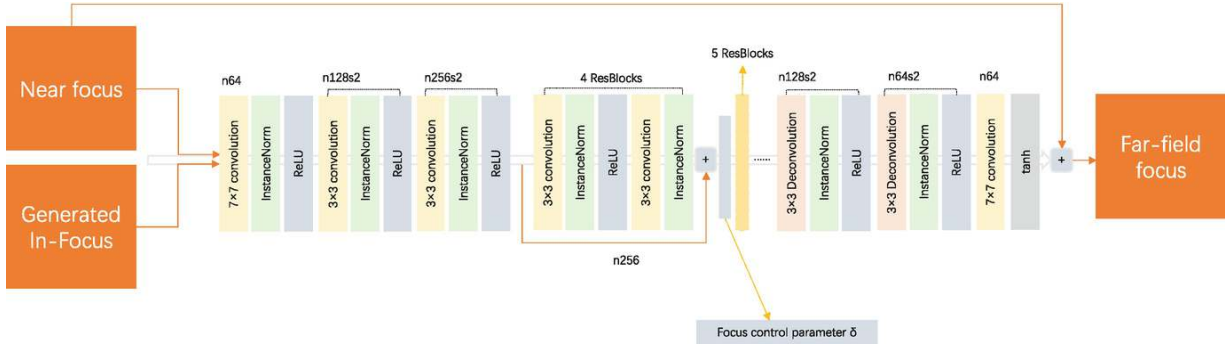 Near focus
Generated
In-Focus
n64
7×7 convolution
InstanceNorm
ReLU
n128s2
3×3 convolution
InstanceNorm
ReLU
n256s2
3×3 convolution
InstanceNorm
ReLU
4 ResBlocks
3×3 convolution
InstanceNorm
ReLU
3×3 convolution
InstanceNorm
+
n256
5 ResBlocks
......
Focus control parameter δ
n128s2
3×3 Deconvolution
InstanceNorm
ReLU
n64s2
3×3 Deconvolution
InstanceNorm
ReLU
n64
7×7 convolution
tanh
+
Far-field
focus